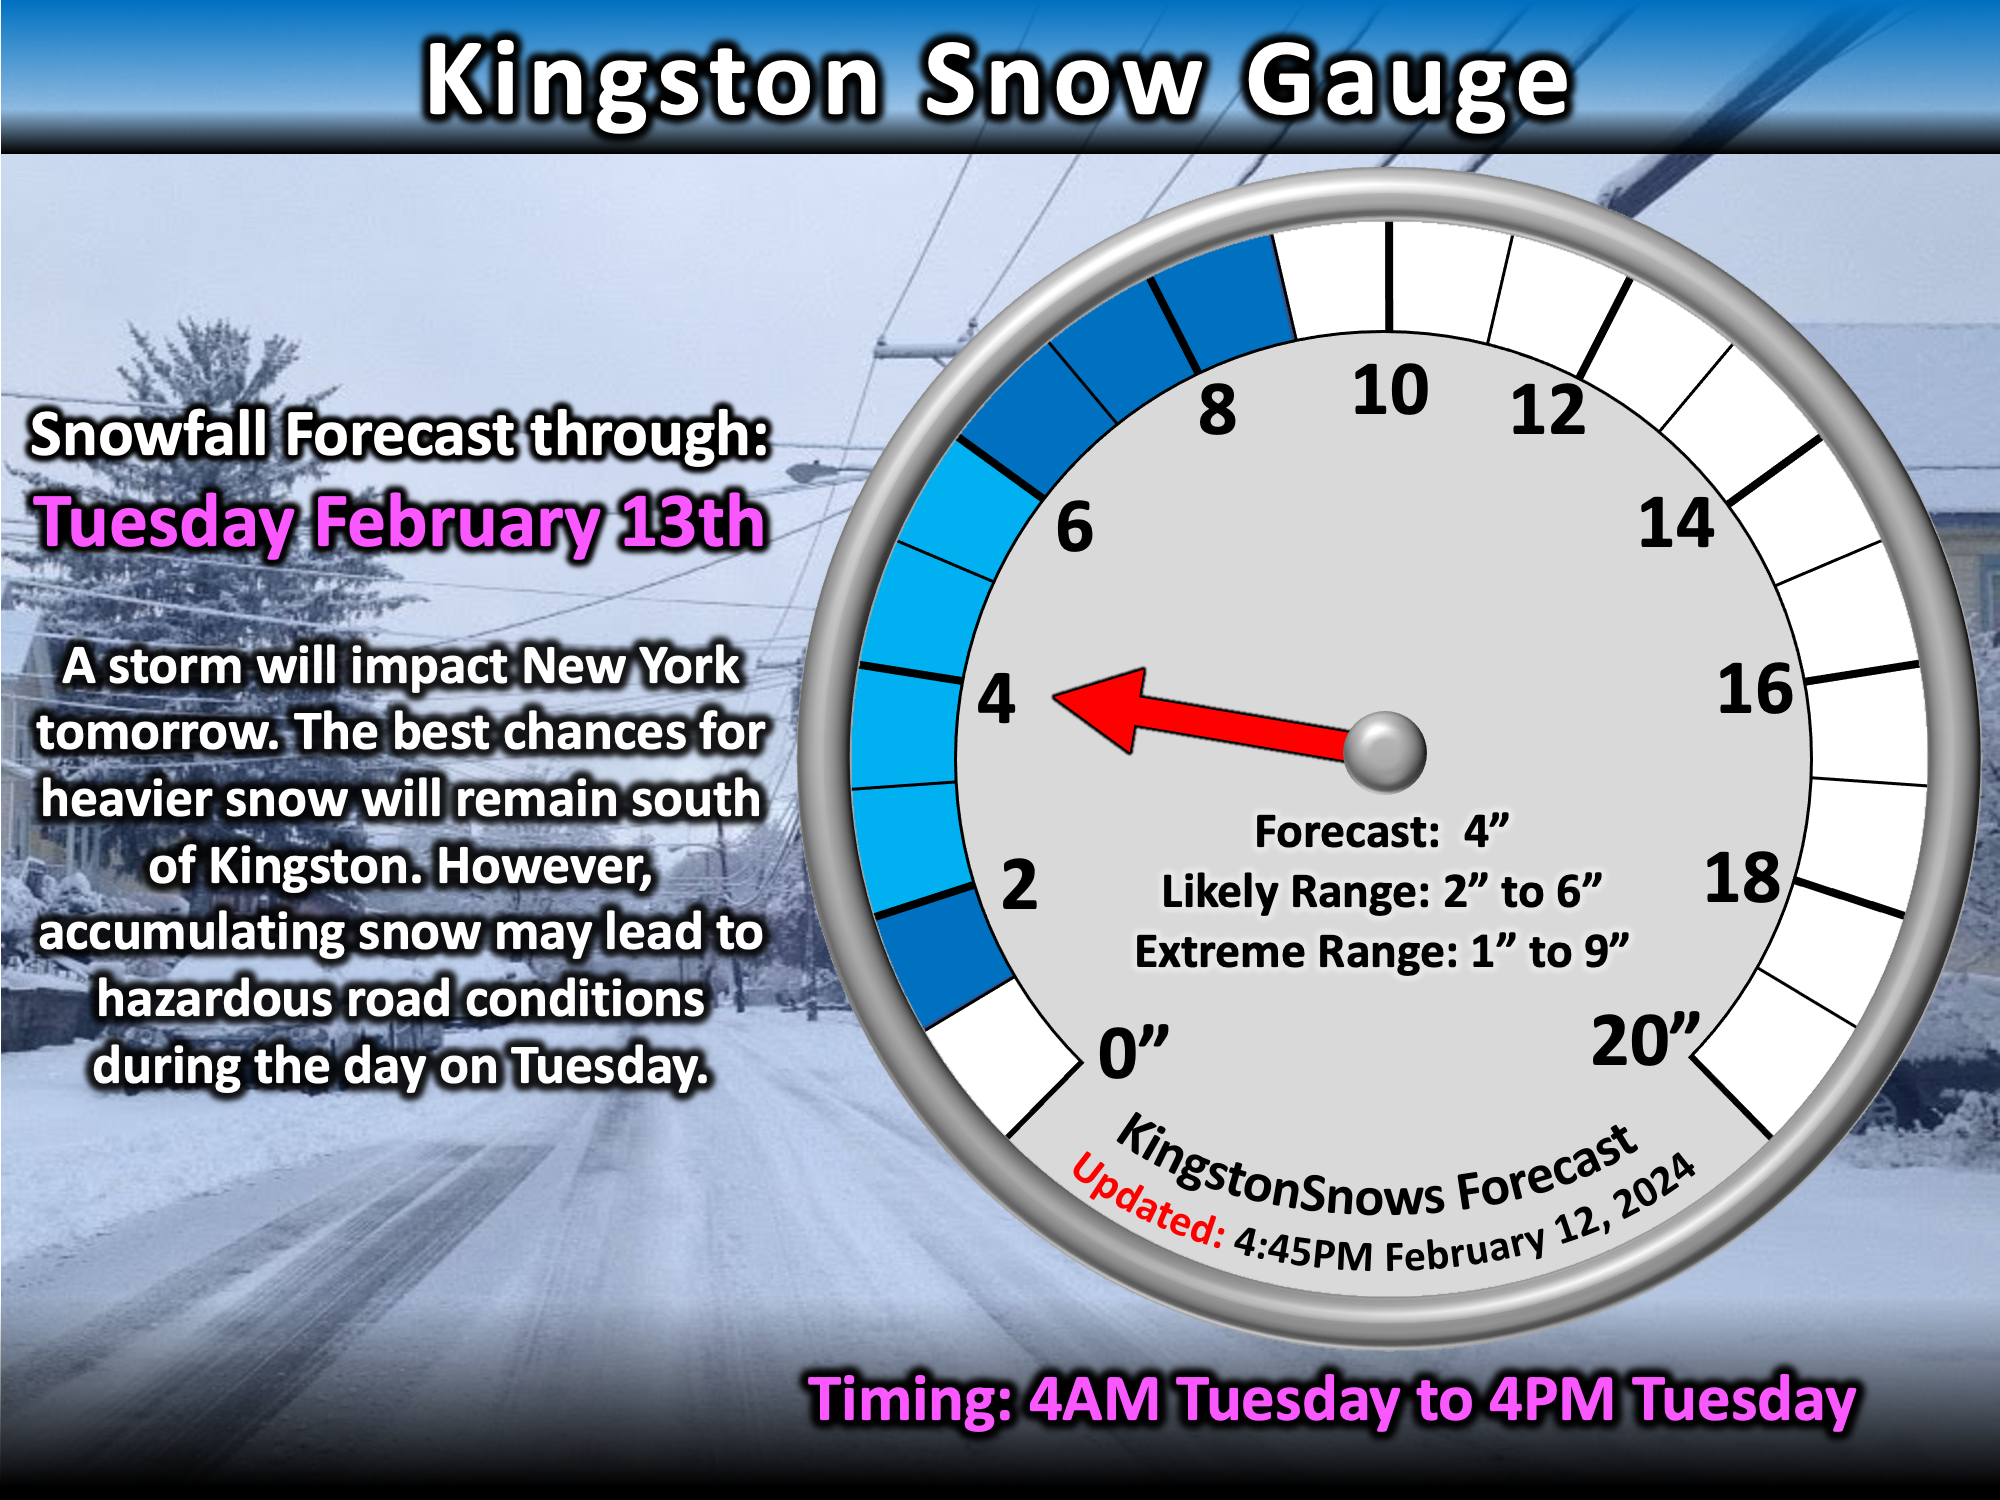 Kingston Snow Gauge
Snowfall Forecast through:
Tuesday February 13th
A storm will impact New York
tomorrow. The best chances for
heavier snow will remain south
of Kingston. However,
accumulating snow may lead to
hazardous road conditions
during the day on Tuesday.
0”
2
4
6
8
10
12
14
16
18
20”
Forecast:  4”
Likely Range: 2” to 6”
Extreme Range: 1” to 9”
KingstonSnows Forecast
Updated: 4:45PM February 12, 2024
Timing: 4AM Tuesday to 4PM Tuesday